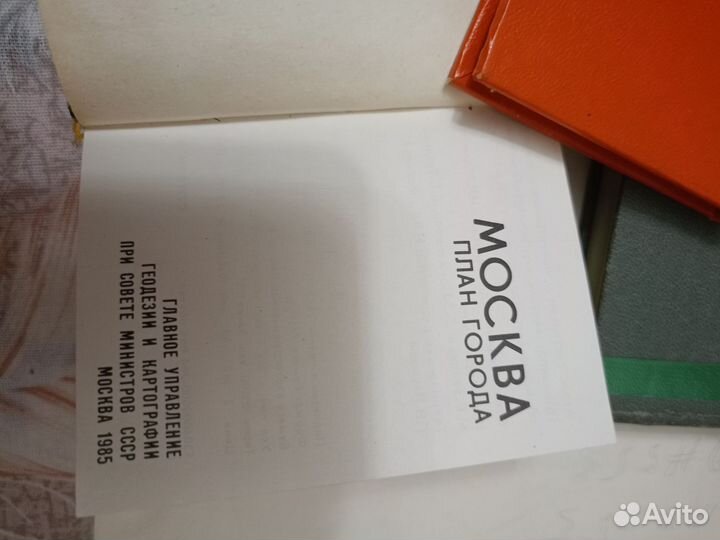 МОСКВА
ПЛАН ГОРОДА
ГЛАВНОЕ УПРАВЛЕНИЕ
ГЕОДЕЗИИ И КАРТОГРАФИИ
ПРИ СОВЕТЕ МИНИСТРОВ СССР
МОСКВА 1985
Avito